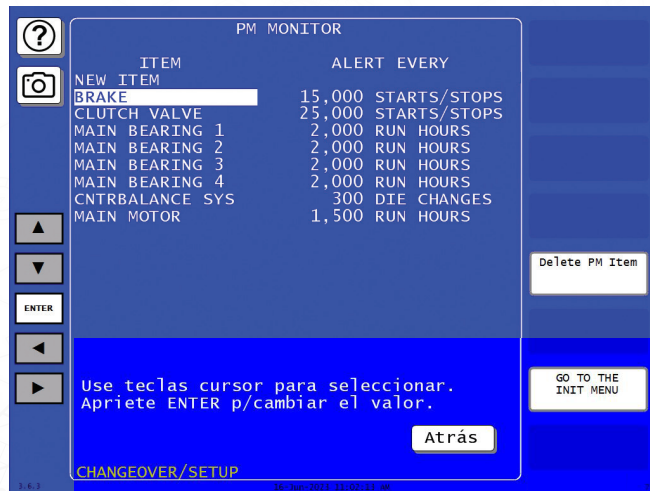 ?
PM MONITOR
ITEM ALERT EVERY
NEW ITEM
BRAKE 15,000 STARTS/STOPS
CLUTCH VALVE 25,000 STARTS/STOPS
MAIN BEARING 1 2,000 RUN HOURS
MAIN BEARING 2 2,000 RUN HOURS
MAIN BEARING 3 2,000 RUN HOURS
MAIN BEARING 4 2,000 RUN HOURS
CNTRBALANCE SYS 300 DIE CHANGES
MAIN MOTOR 1,500 RUN HOURS
Delete PM Item
ENTER
GO TO THE
INIT MENU
Use teclas cursor para seleccionar.
Apriete ENTER p/cambiar el valor.
Atrás
CHANGEOVER/SETUP